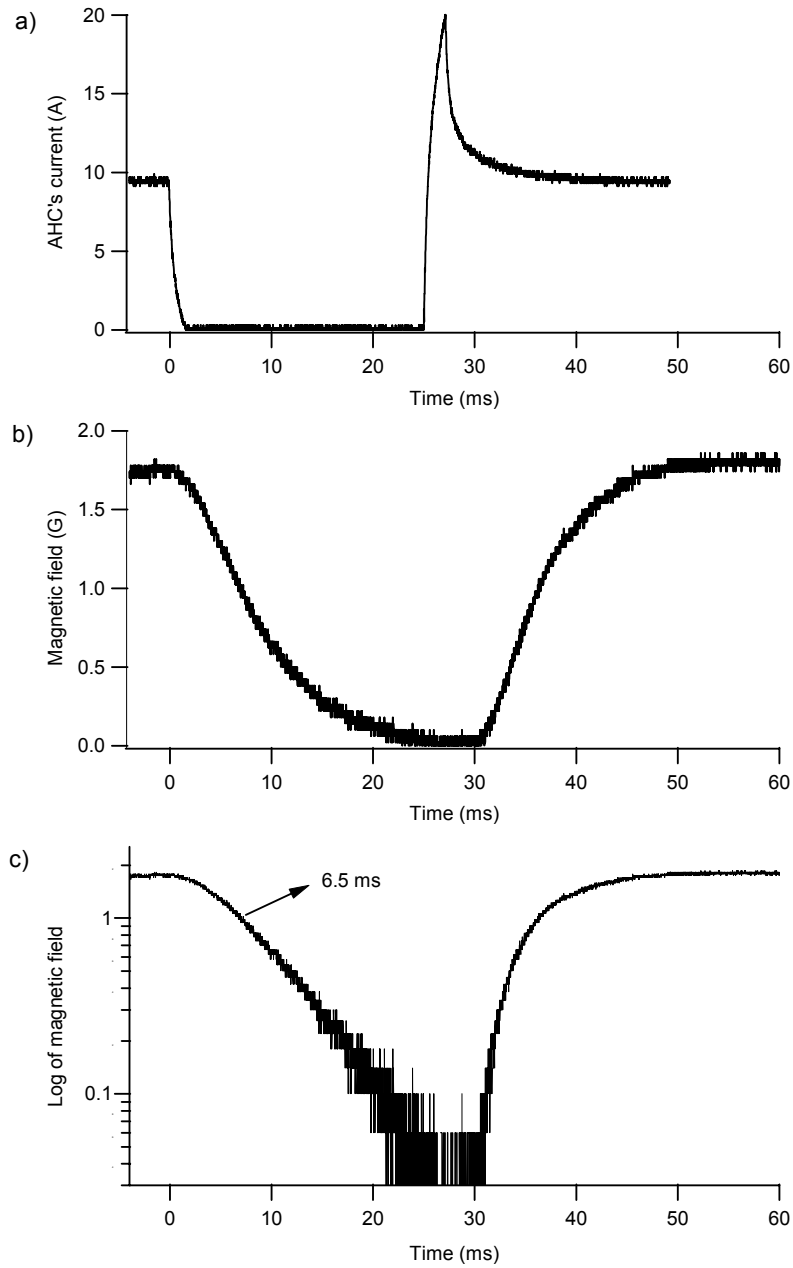 a)
AHC's current (A)
20
15
10
5
0
0 10 20 30 40 50 60
Time (ms)
b)
Magnetic field (G)
2.0
1.5
1.0
0.5
0.0
0 10 20 30 40 50 60
Time (ms)
c)
Log of magnetic field
6.5 ms
1
0.1
0 10 20 30 40 50 60
Time (ms)